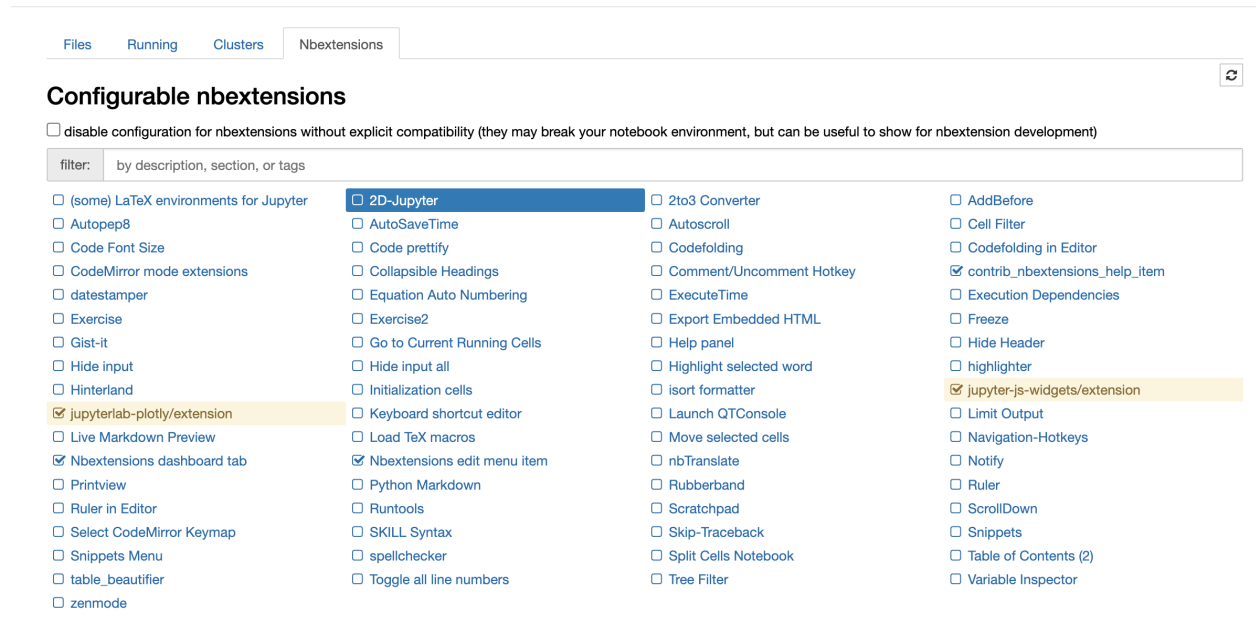 Files Running Clusters Nbextensions
Configurable nbextensions
disable configuration for nbextensions without explicit compatibility (they may break your notebook environment, but can be useful to show for nbextension development)
filter: by description, section, or tags
(some) LaTeX environments for Jupyter 2D-Jupyter 2to3 Converter AddBefore
Autopep8 AutoSaveTime Autoscroll Cell Filter
Code Font Size Code prettify Codefolding Codefolding in Editor
CodeMirror mode extensions Collapsible Headings Comment/Uncomment Hotkey contrib_nbextensions_help_item
datestamper Equation Auto Numbering ExecuteTime Execution Dependencies
Exercise Exercise2 Export Embedded HTML Freeze
Gist-it Go to Current Running Cells Help panel Hide Header
Hide input Hide input all Highlight selected word highlighter
Hinterland Initialization cells isort formatter jupyter-js-widgets/extension
jupyterlab-plotly/extension Keyboard shortcut editor Launch QTConsole Limit Output
Live Markdown Preview Load TeX macros Move selected cells Navigation-Hotkeys
Nbextensions dashboard tab Nbextensions edit menu item nbTranslate Notify
Printview Python Markdown Rubberband Ruler
Ruler in Editor Runtools Scratchpad ScrollDown
Select CodeMirror Keymap SKILL Syntax Skip-Traceback Snippets
Snippets Menu spellchecker Split Cells Notebook Table of Contents (2)
table_beautifier Toggle all line numbers Tree Filter Variable Inspector
zenmode